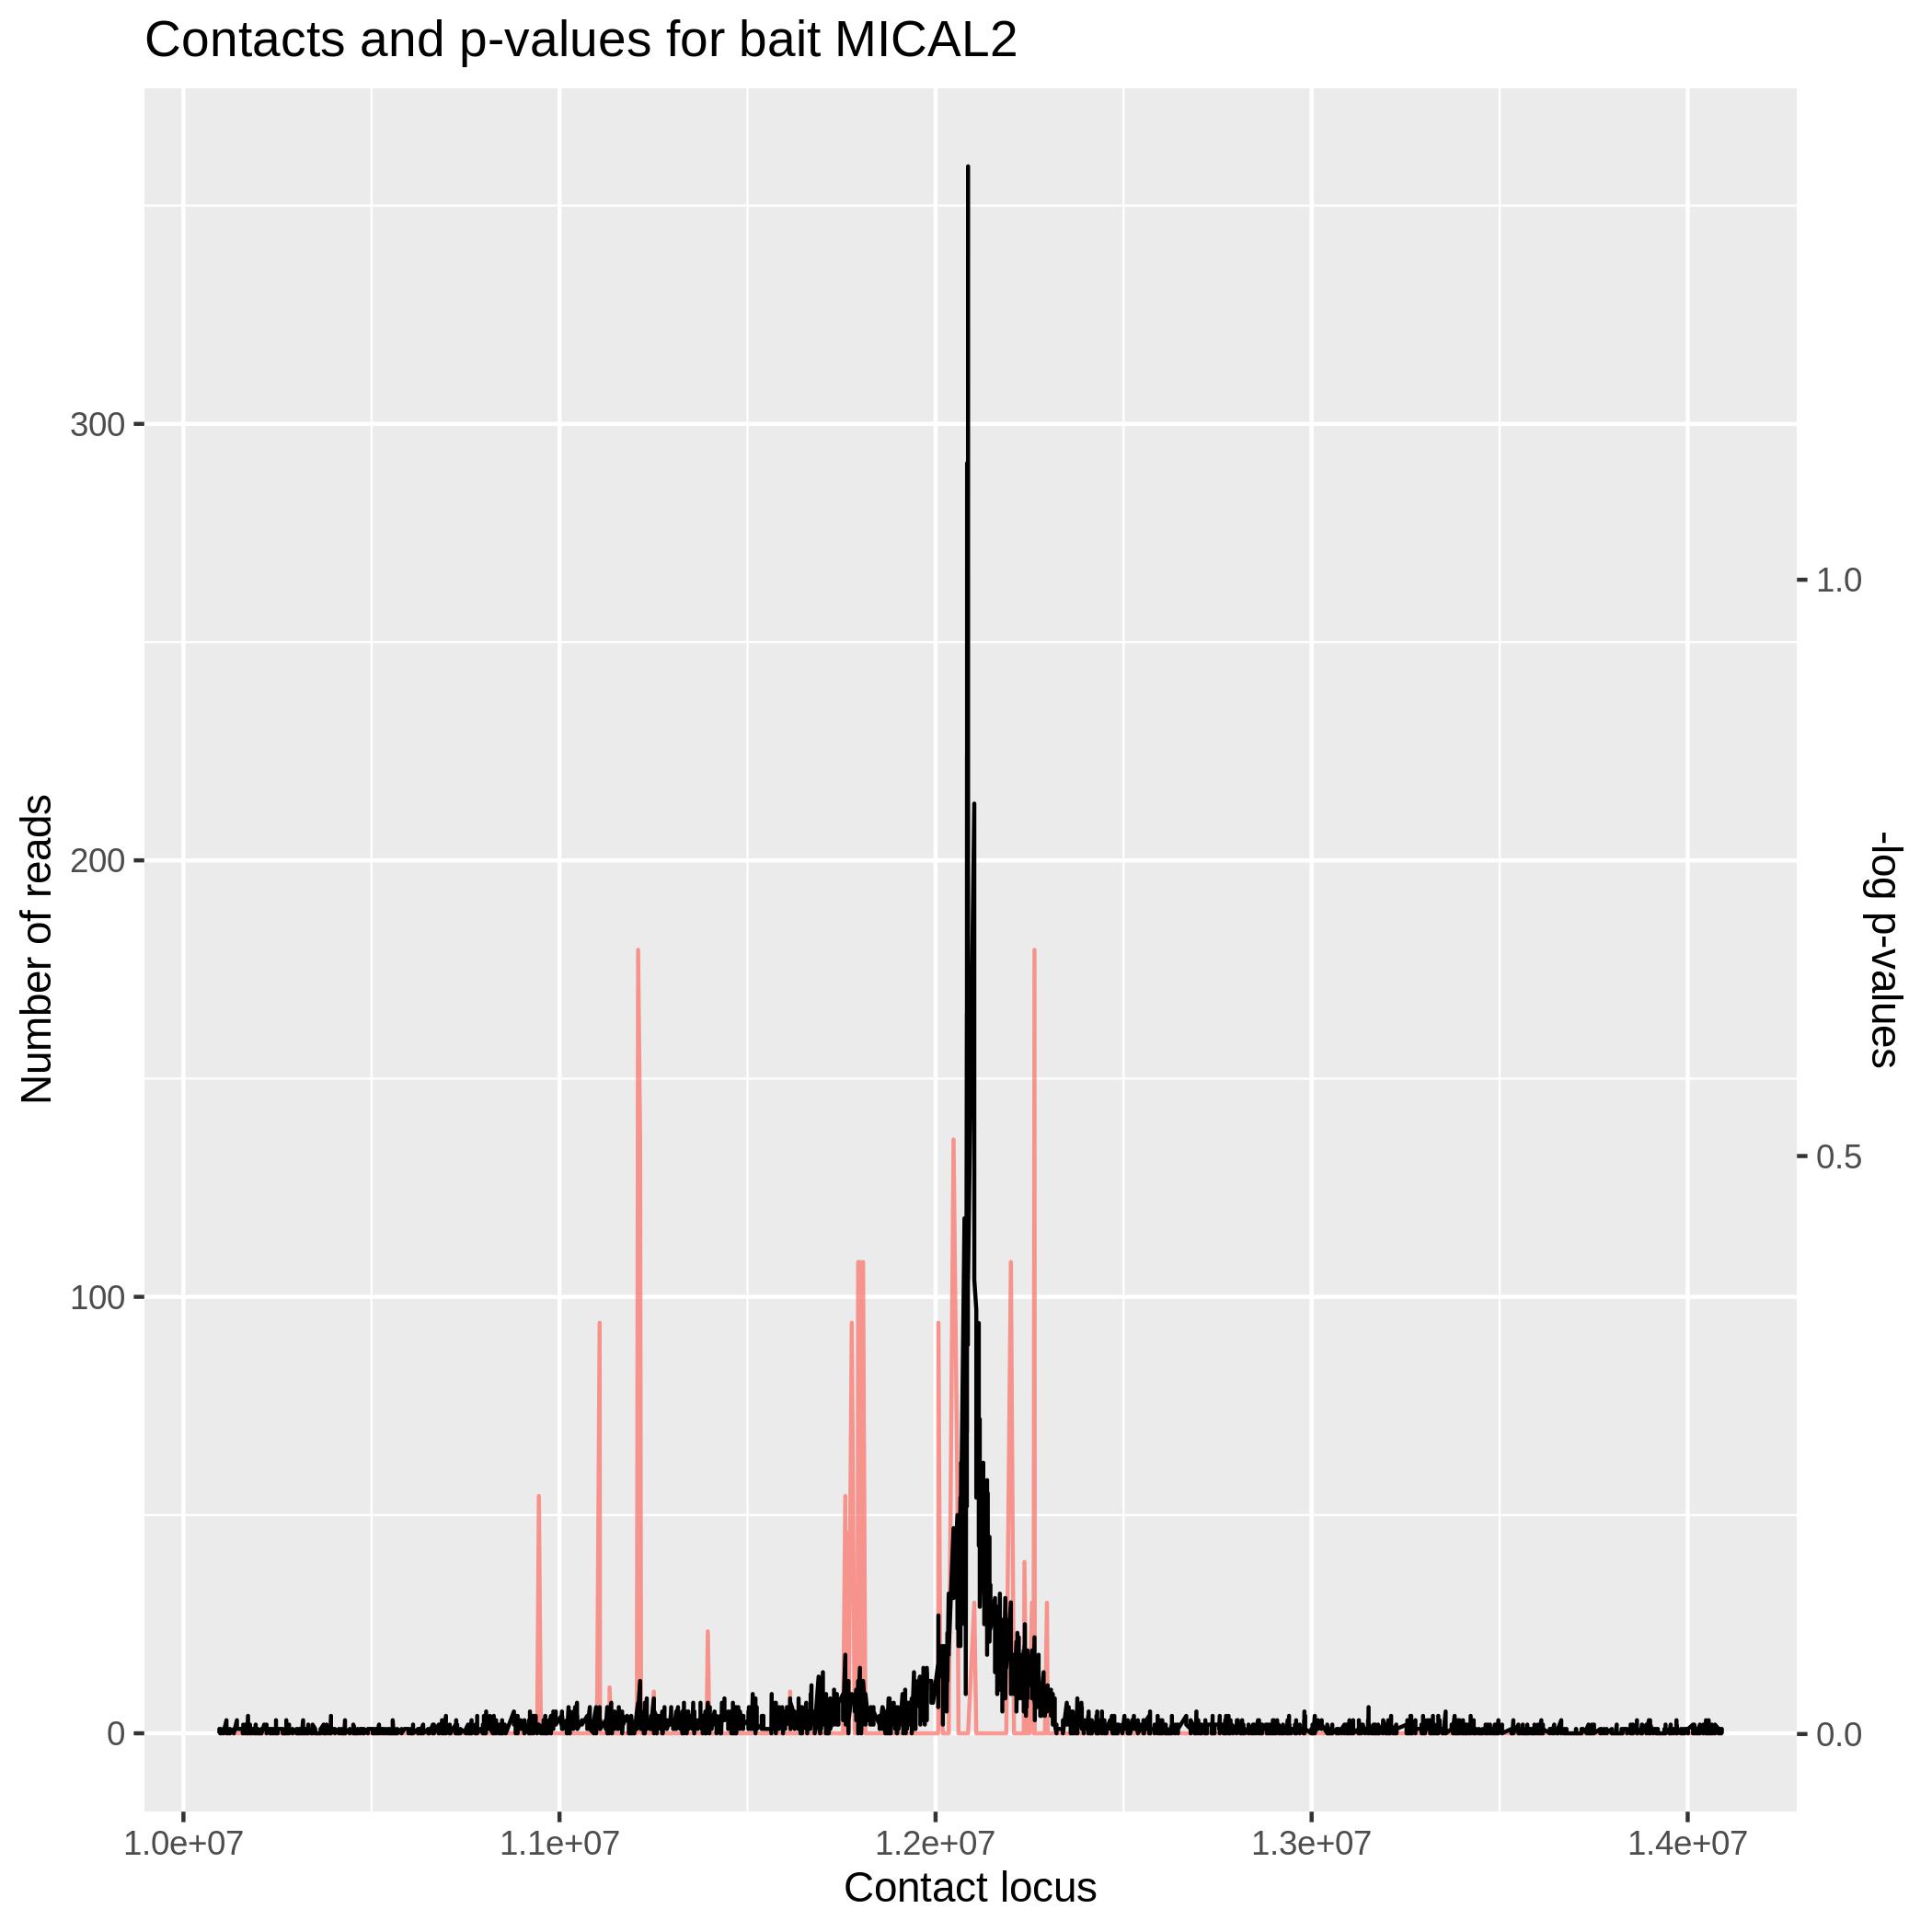 Contacts and p-values for bait MICAL2
Number of reads
300
200
100
0
1.0
0.5
0.0
-log p-values
1.0e+07 1.1e+07 1.2e+07 1.3e+07 1.4e+07
Contact locus